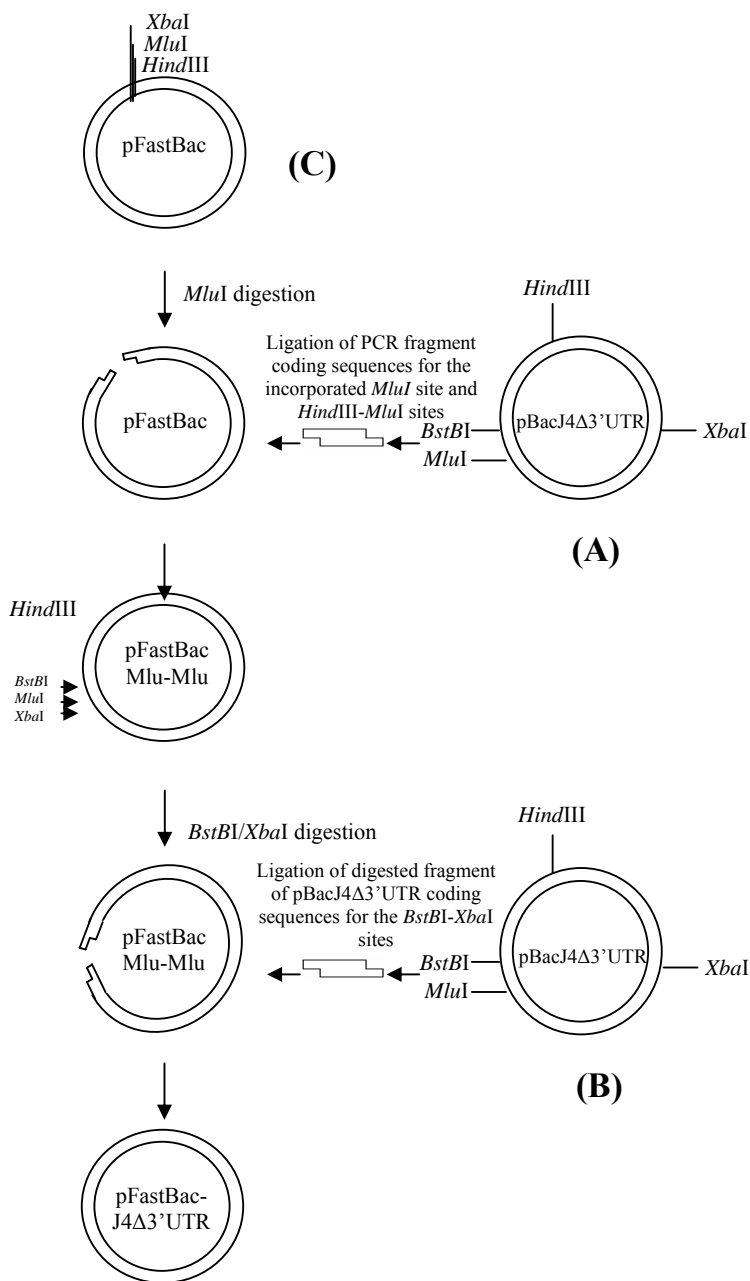 XbaI
MluI
HindIII
pFastBac
(C)
MluI digestion
HindIII
Ligation of PCR fragment
coding sequences for the
incorporated MluI site and
HindIII-MluI sites
pFastBac
BstBI
MluI
pBacJ4Δ3’UTR
XbaI
(A)
HindIII
pFastBac
Mlu-Mlu
BstBI
MluI
XbaI
BstBI/XbaI digestion
HindIII
Ligation of digested fragment
of pBacJ4Δ3’UTR coding
sequences for the BstBI-XbaI
sites
pFastBac
Mlu-Mlu
BstBI
MluI
pBacJ4Δ3’UTR
XbaI
(B)
pFastBac-
J4Δ3’UTR